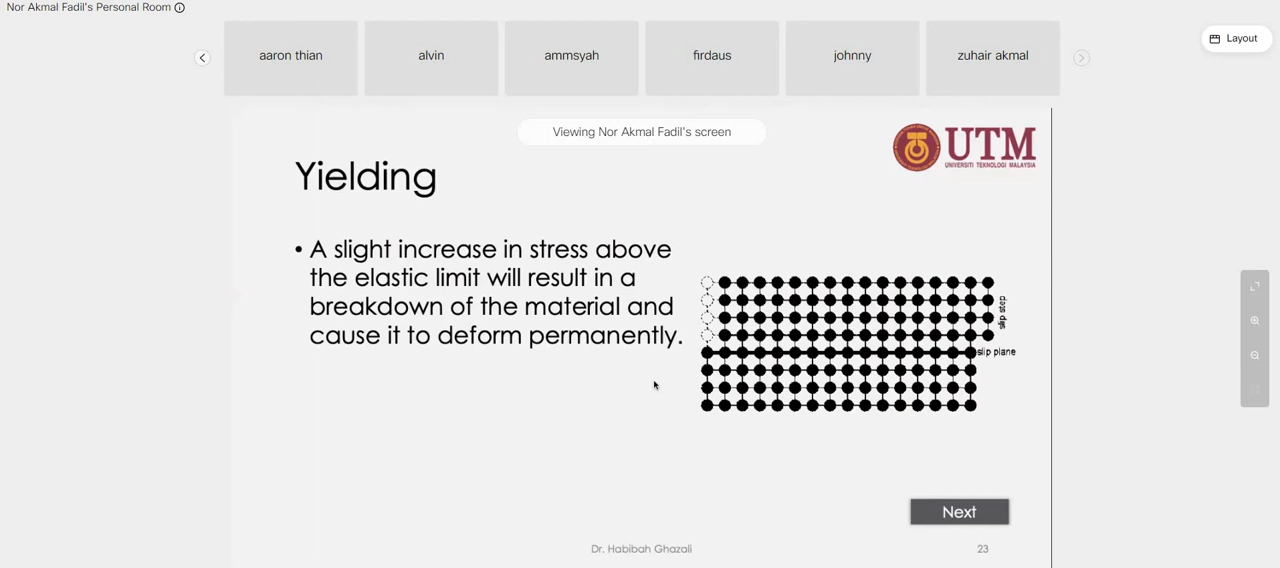 Nor Akmal Fadil's Personal Room
Layout
aaron thian
alvin
ammsyah
firdaus
johnny
zuhair akmal
Viewing Nor Akmal Fadil's screen
UTM
UNIVERSITI TEKNOLOGI MALAYSIA
Yielding
• A slight increase in stress above
the elastic limit will result in a
breakdown of the material and
cause it to deform permanently.
slip step
slip plane
Next
Dr. Habibah Ghazali
23